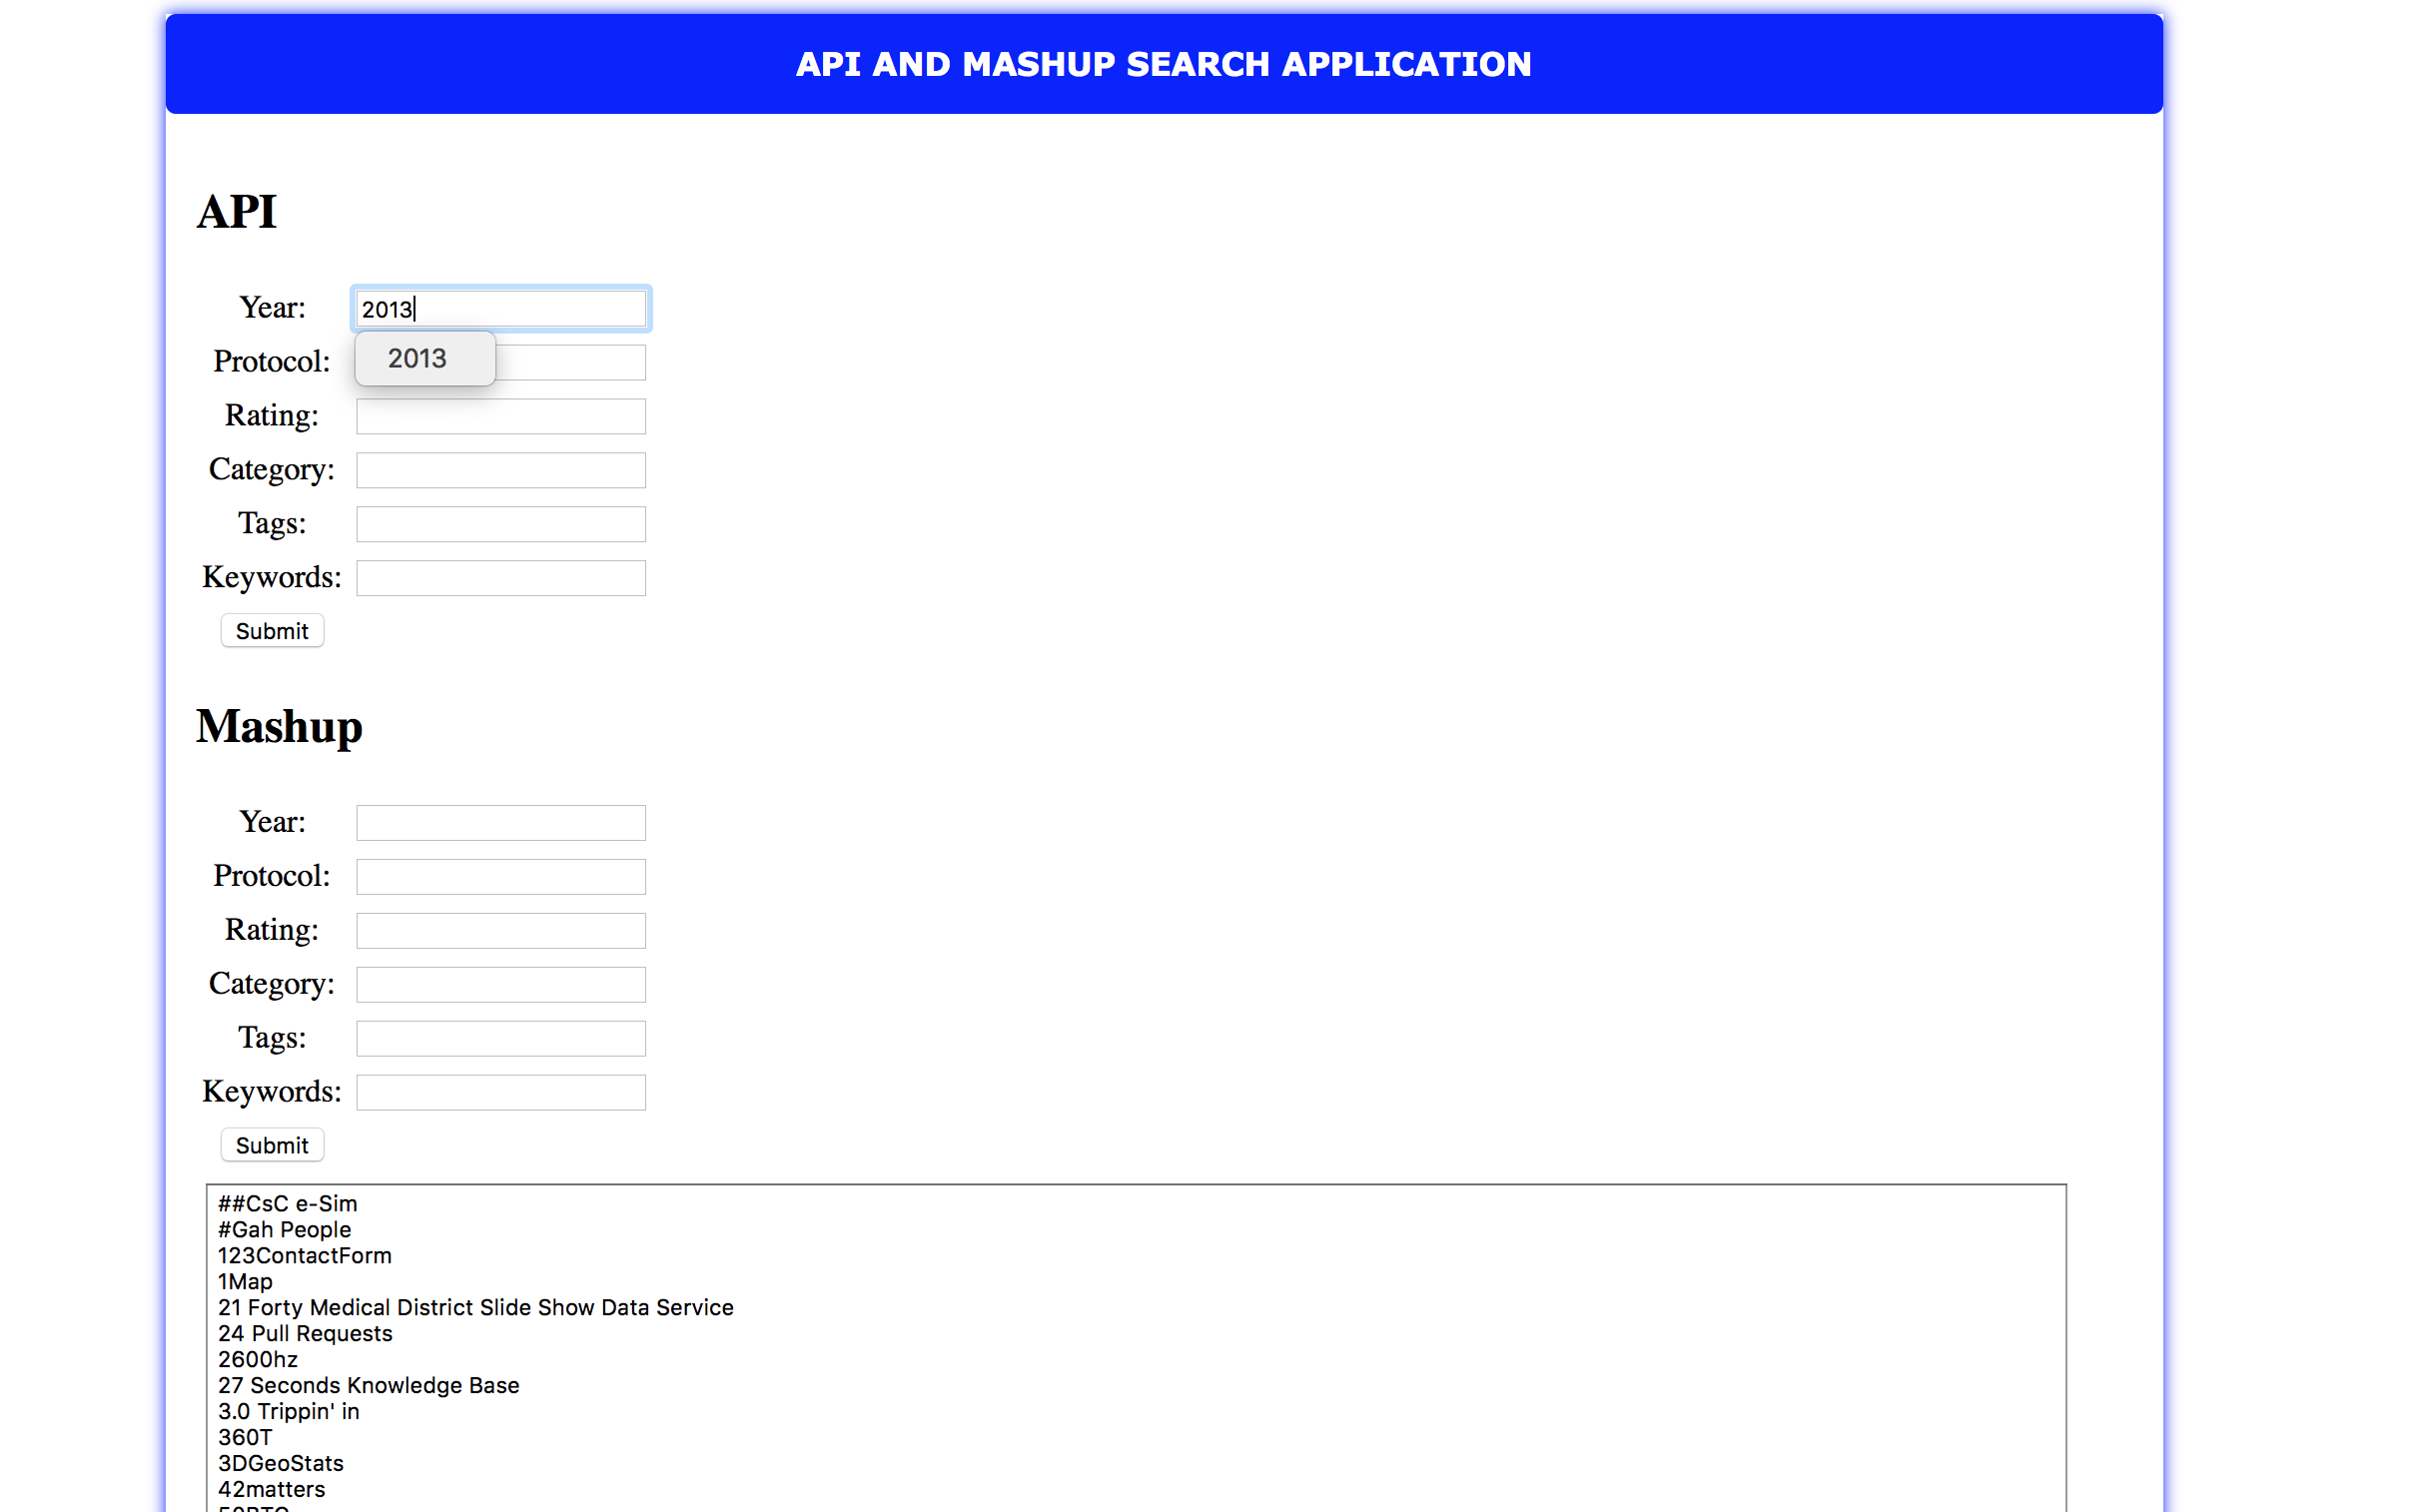 API AND MASHUP SEARCH APPLICATION
API
Year: 2013
2013
Protocol:
Rating:
Category:
Tags:
Keywords:
Submit
Mashup
Year:
Protocol:
Rating:
Category:
Tags:
Keywords:
Submit
##CsC e-Sim
#Gah People
123ContactForm
1Map
21 Forty Medical District Slide Show Data Service
24 Pull Requests
2600hz
27 Seconds Knowledge Base
3.0 Trippin' in
360T
3DGeoStats
42matters